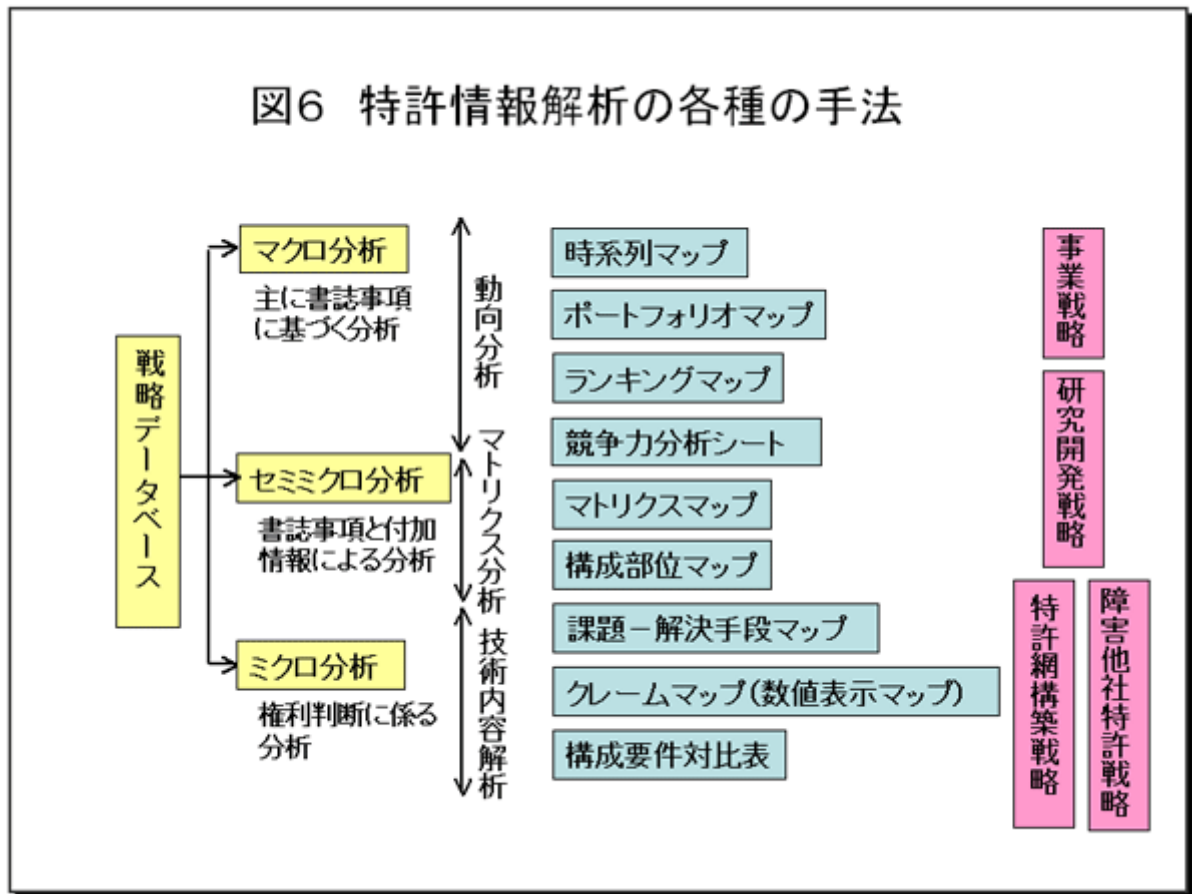 図6 特許情報解析の各種の手法
戦略データベース
マクロ分析
主に書誌事項
に基づく分析
セミミクロ分析
書誌事項と付加
情報による分析
ミクロ分析
権利判断に係る
分析
動向分析
マトリクス分析
技術内容解析
時系列マップ
ポートフォリオマップ
ランキングマップ
競争力分析シート
マトリクスマップ
構成部位マップ
課題－解決手段マップ
クレームマップ(数値表示マップ)
構成要件対比表
事業戦略
研究開発戦略
特許網構築戦略
障害他社特許戦略